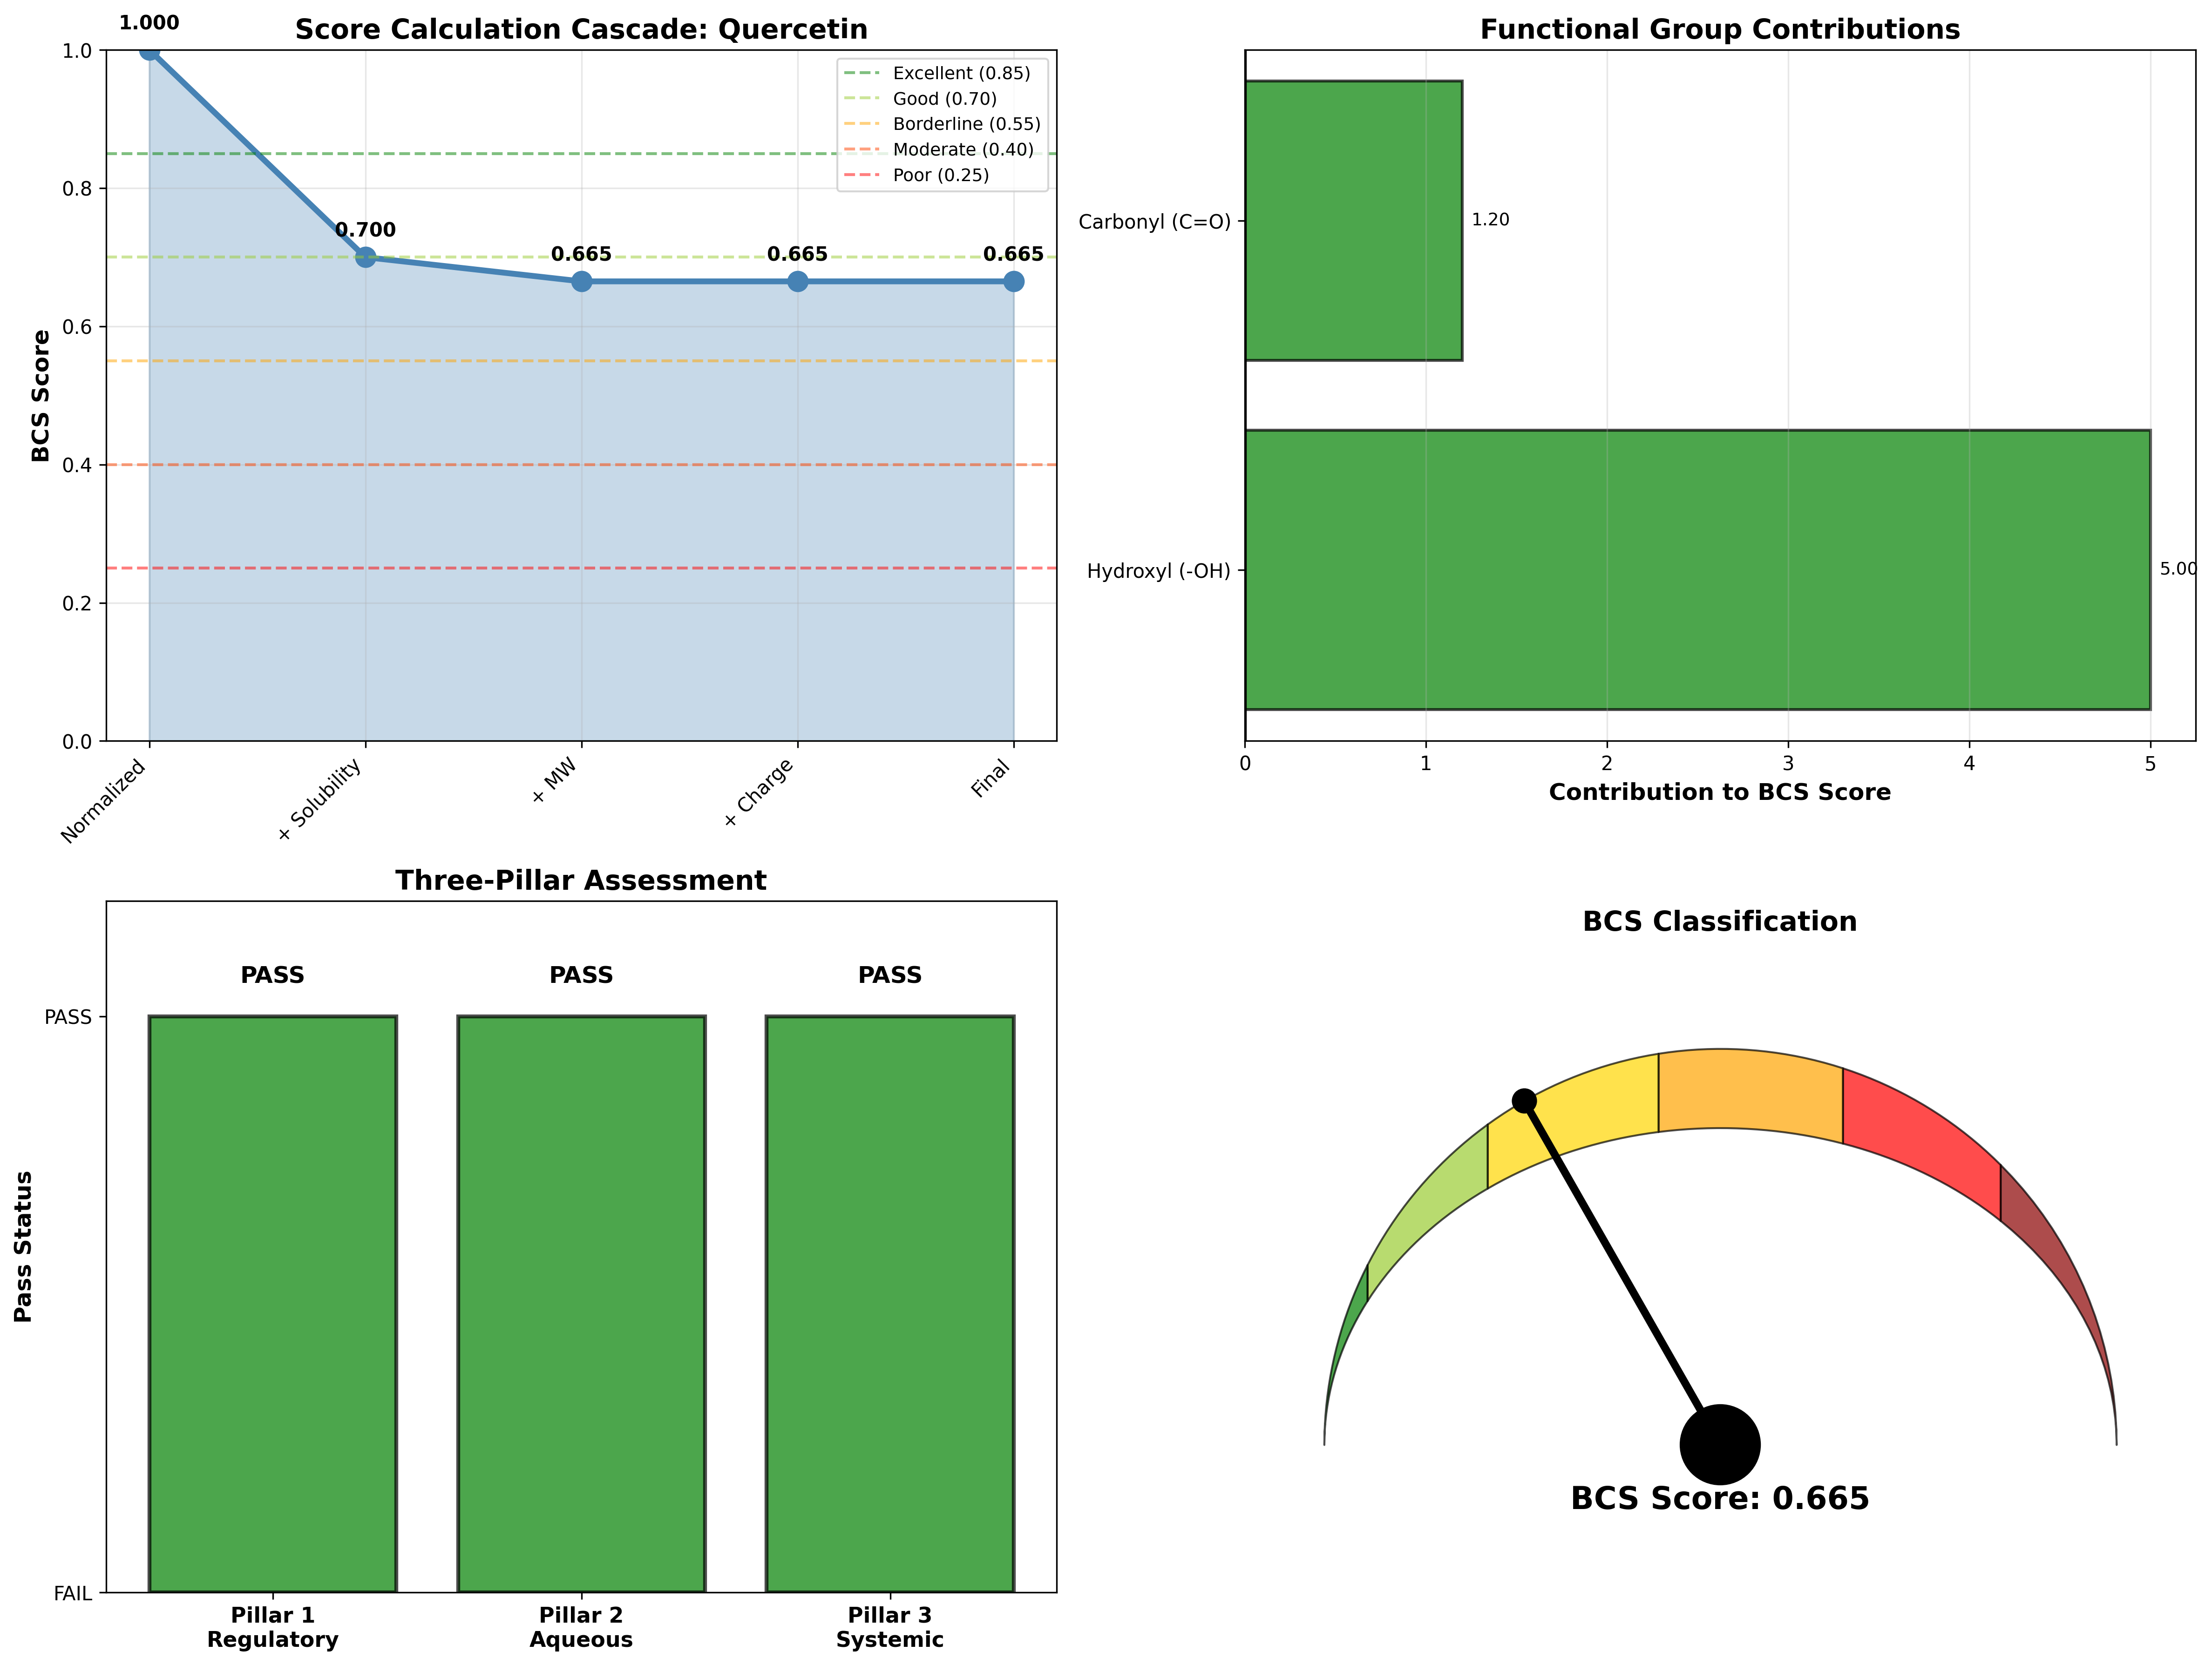 Score Calculation Cascade: Quercetin
1.000
0.700
0.665
0.665
0.665
Excellent (0.85)
Good (0.70)
Borderline (0.55)
Moderate (0.40)
Poor (0.25)
BCS Score
1.0
0.8
0.6
0.4
0.2
0.0
Normalized
+ Solubility
+ MW
+ Charge
Final
Functional Group Contributions
Carbonyl (C=O)
1.20
Hydroxyl (-OH)
5.00
0
1
2
3
4
5
Contribution to BCS Score
Three-Pillar Assessment
Pass Status
PASS
FAIL
PASS
PASS
PASS
Pillar 1
Regulatory
Pillar 2
Aqueous
Pillar 3
Systemic
BCS Classification
BCS Score: 0.665